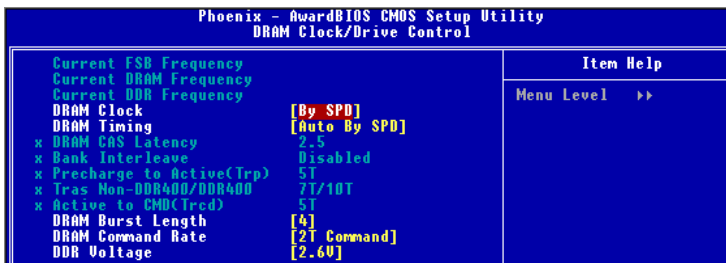 Phoenix - AwardBIOS CMOS Setup Utility
DRAM Clock/Drive Control
Current FSB Frequency
Current DRAM Frequency
Current DDR Frequency
DRAM Clock [By SPD]
DRAM Timing [Auto By SPD]
x DRAM CAS Latency 2.5
x Bank Interleave Disabled
x Precharge to Active(Trp) 5T
x Tras Non-DDR400/DDR400 7T/10T
x Active to CMD(Trcd) 5T
DRAM Burst Length [4]
DRAM Command Rate [2T Command]
DDR Voltage [2.6V]
Item Help
Menu Level ▸▸